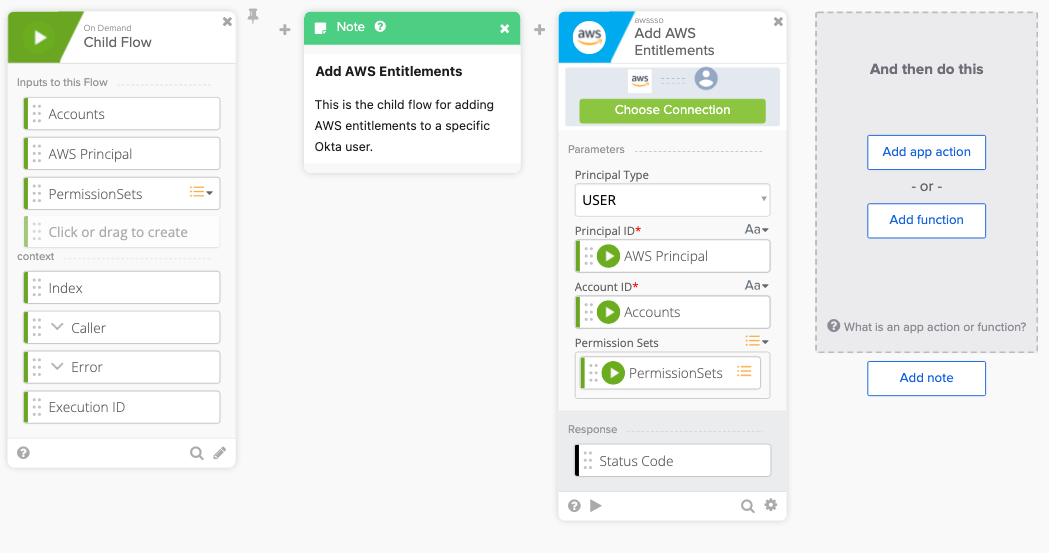 On Demand
Child Flow
Inputs to this Flow
Accounts
AWS Principal
PermissionSets
Click or drag to create
context
Index
Caller
Error
Execution ID
Note
Add AWS Entitlements
This is the child flow for adding
AWS entitlements to a specific
Okta user.
aws
awssso
Add AWS
Entitlements
aws
Choose Connection
Parameters
Principal Type
USER
Principal ID* Aa
AWS Principal
Account ID* Aa
Accounts
Permission Sets
PermissionSets
Response
Status Code
And then do this
Add app action
- or -
Add function
What is an app action or function?
Add note